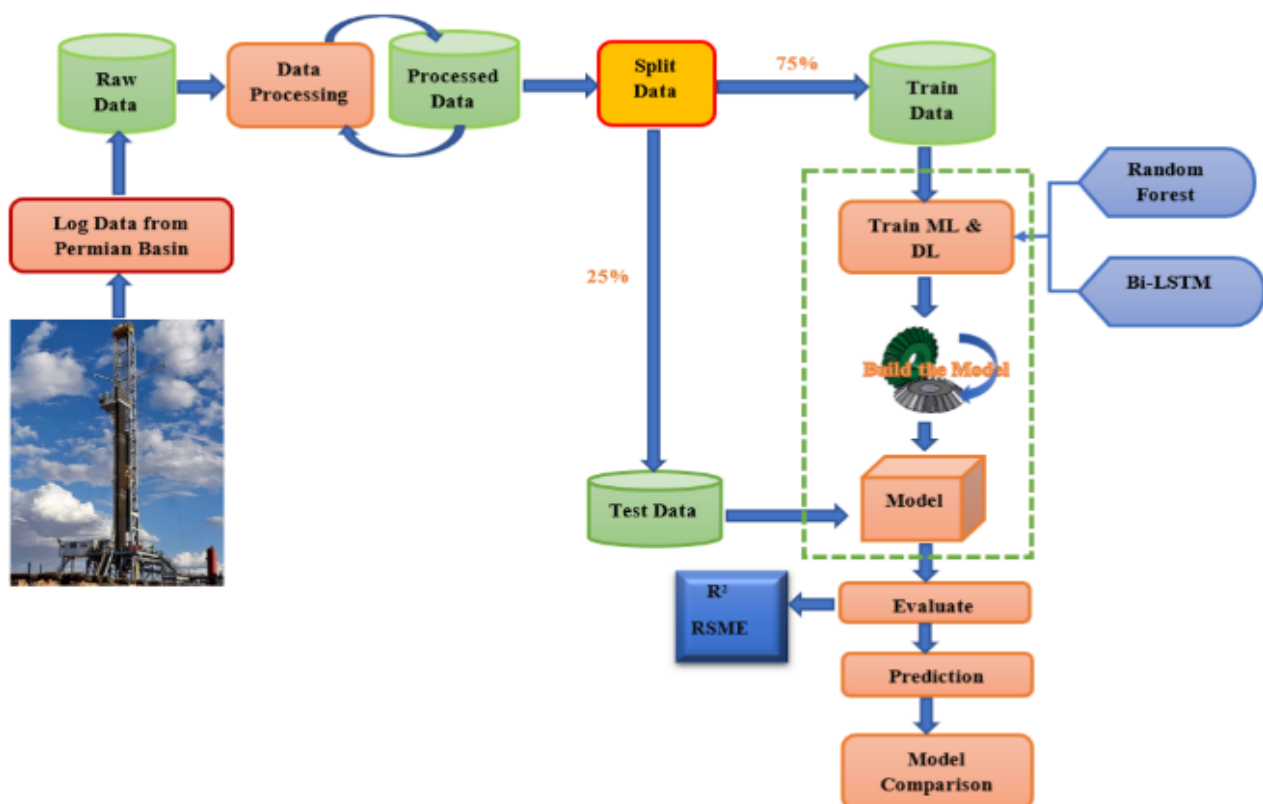 Raw
Data
Data
Processing
Processed
Data
Split
Data
75%
Train
Data
Log Data from
Permian Basin
25%
Train ML &
DL
Random
Forest
Bi-LSTM
Build the Model
Test Data
Model
R²
RSME
Evaluate
Prediction
Model
Comparison